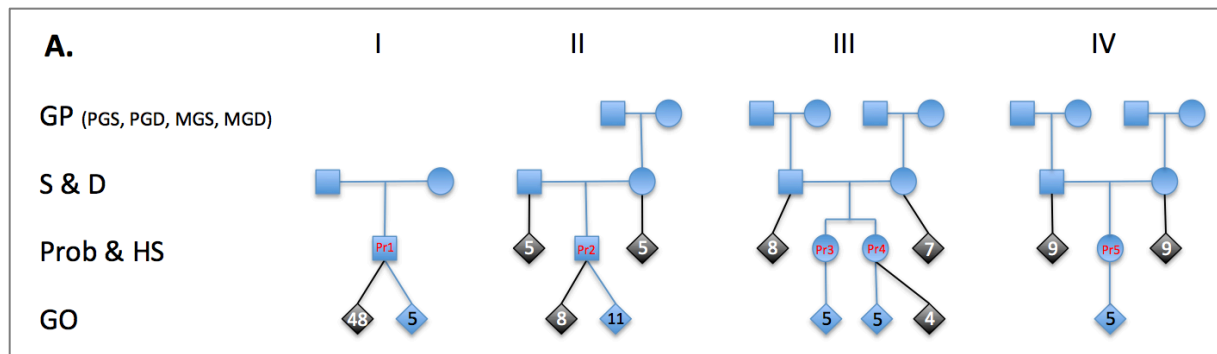 A. I II III IV
GP (PGS, PGD, MGS, MGD)
S & D
Prob & HS 5 Pr2 5 8 Pr3 Pr4 7 9 Pr5 9
Pr1
GO 48 5 8 11 5 5 4 5